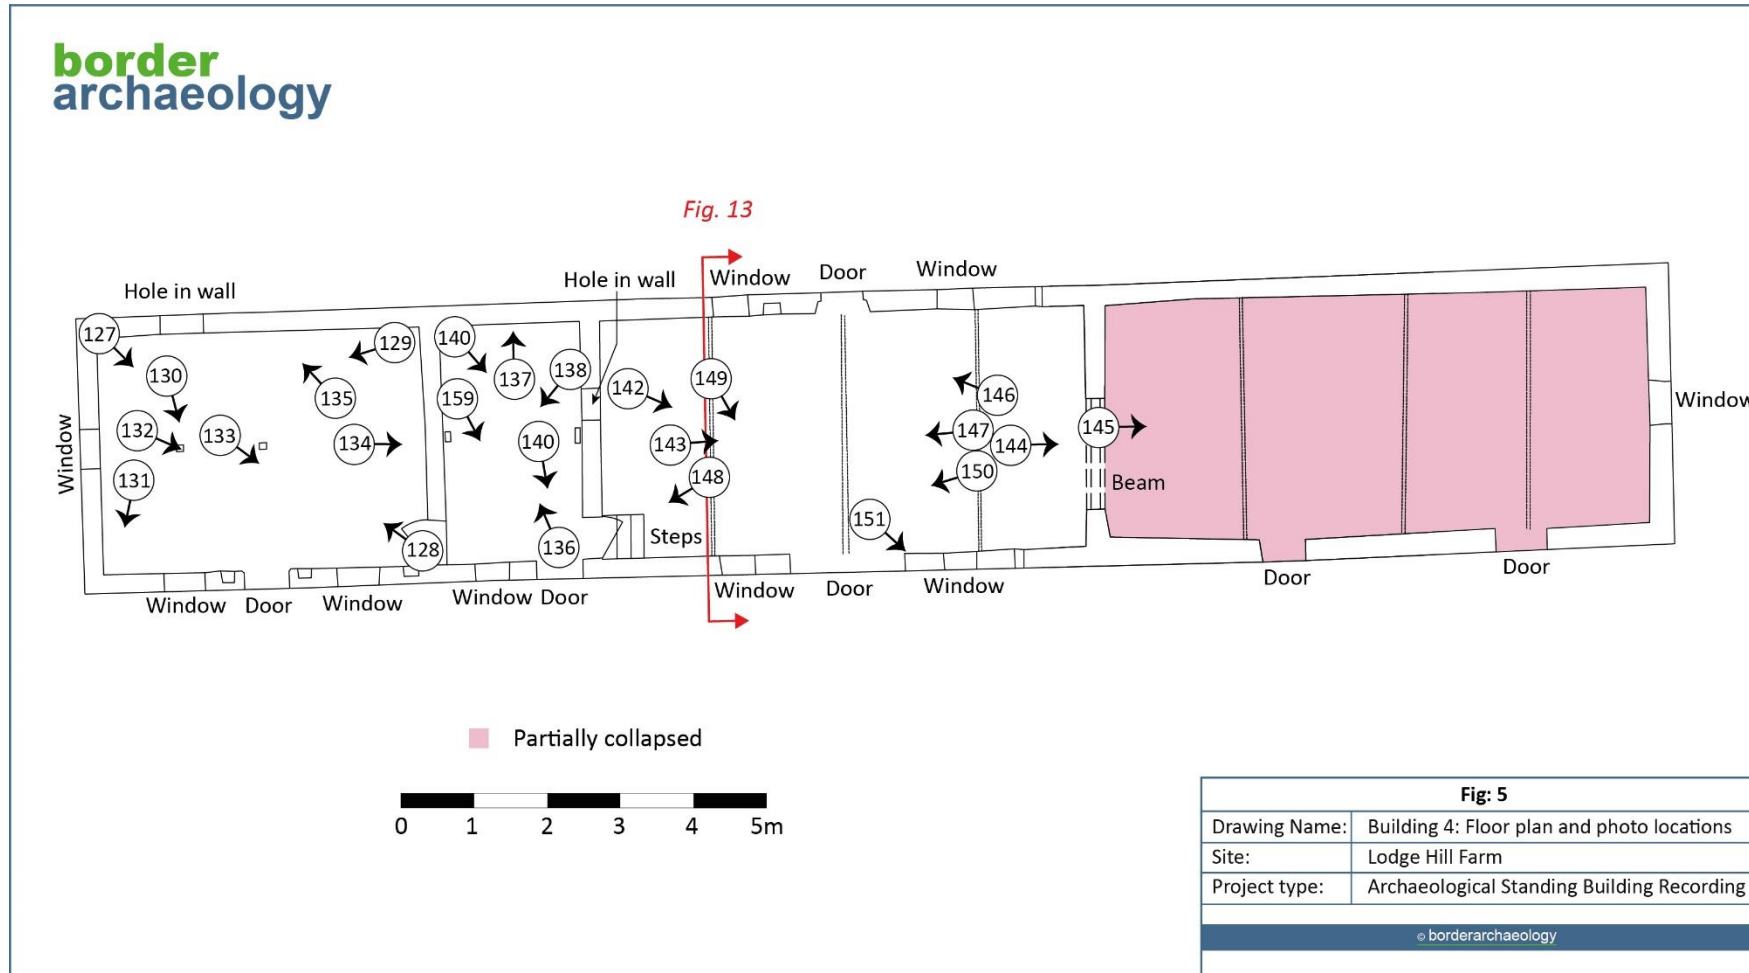 border
archaeology
Fig. 13
Hole in wall
Hole in wall
Window
Door
Window
127
129
130
135
140
137
138
142
149
146
159
132
133
134
140
143
147
144
145
Window
Window
131
148
150
Beam
128
136
Steps
151
Window
Door
Window
Window
Door
Window
Door
Window
Door
Door
Partially collapsed
0 1 2 3 4 5m
Fig: 5
Drawing Name: Building 4: Floor plan and photo locations
Site: Lodge Hill Farm
Project type: Archaeological Standing Building Recording
© borderarchaeology